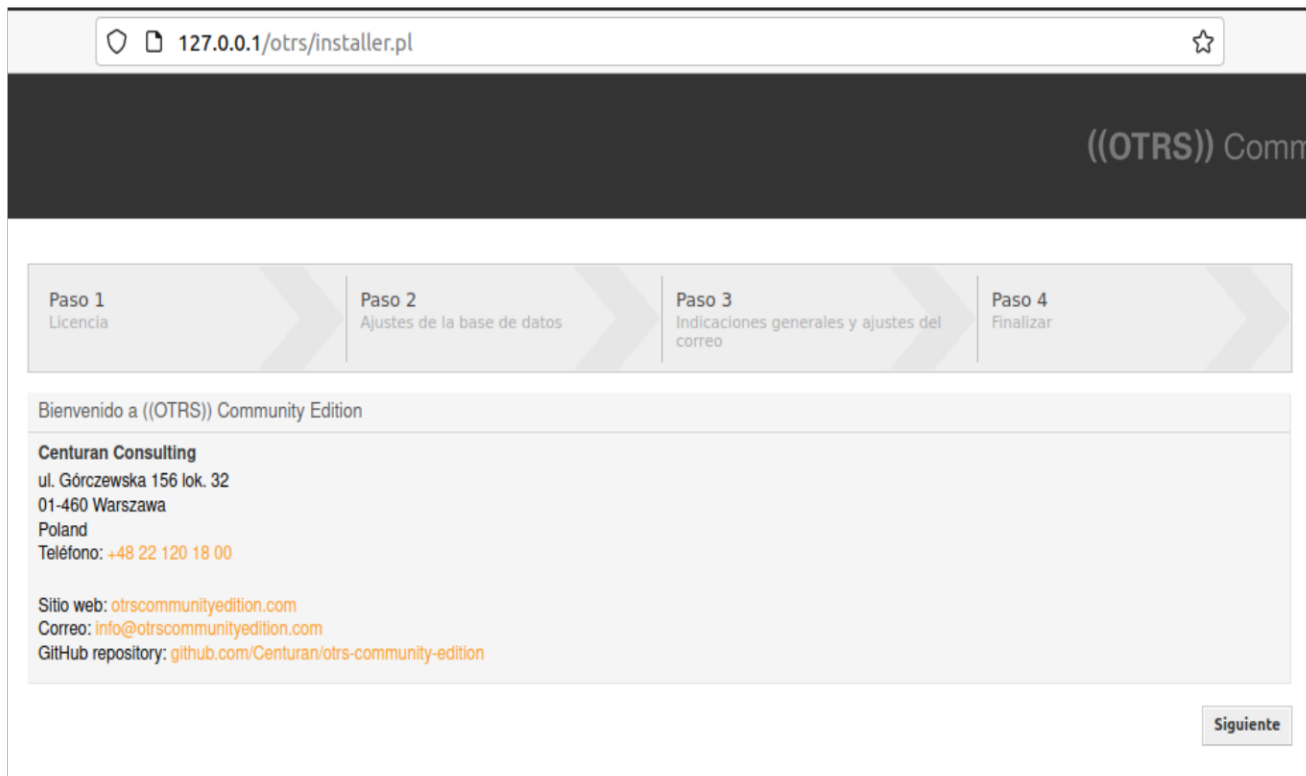 127.0.0.1/otrs/installer.pl
((OTRS)) Comm
Paso 1
Licencia
Paso 2
Ajustes de la base de datos
Paso 3
Indicaciones generales y ajustes del
correo
Paso 4
Finalizar
Bienvenido a ((OTRS)) Community Edition
Centuran Consulting
ul. Górczewska 156 lok. 32
01-460 Warszawa
Poland
Teléfono: +48 22 120 18 00
Sitio web: otrscommunityedition.com
Correo: info@otrscommunityedition.com
GitHub repository: github.com/Centuran/otrs-community-edition
Siguiente